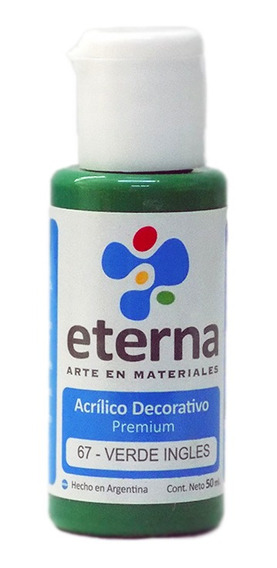 eterna
ARTE EN MATERIALES
Acrílico Decorativo
Premium
67 - VERDE INGLES
Hecho en Argentina Cont. Neto 50 ml.